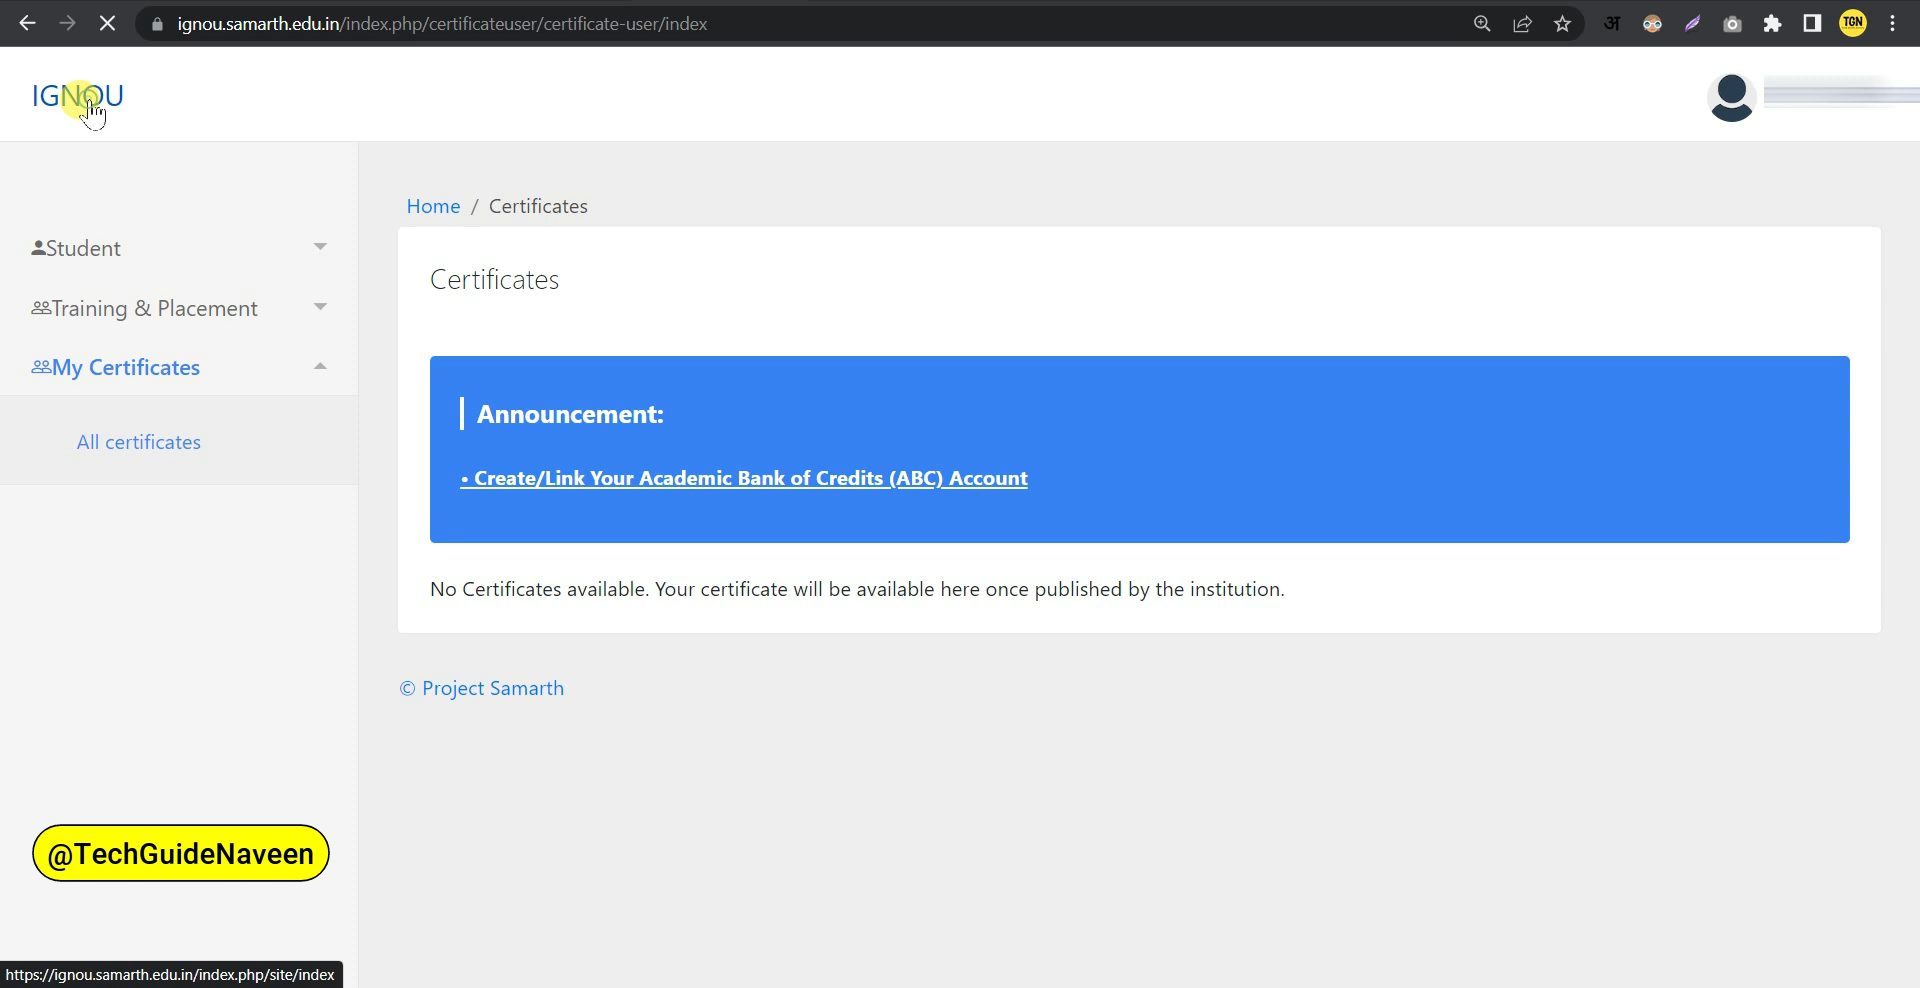 ignou.samarth.edu.in/index.php/certificateuser/certificate-user/index
अ
TGN
IGNOU
Home / Certificates
Student
Training & Placement
My Certificates
All certificates
Certificates
Announcement:
• Create/Link Your Academic Bank of Credits (ABC) Account
No Certificates available. Your certificate will be available here once published by the institution.
© Project Samarth
@TechGuideNaveen
https://ignou.samarth.edu.in/index.php/site/index